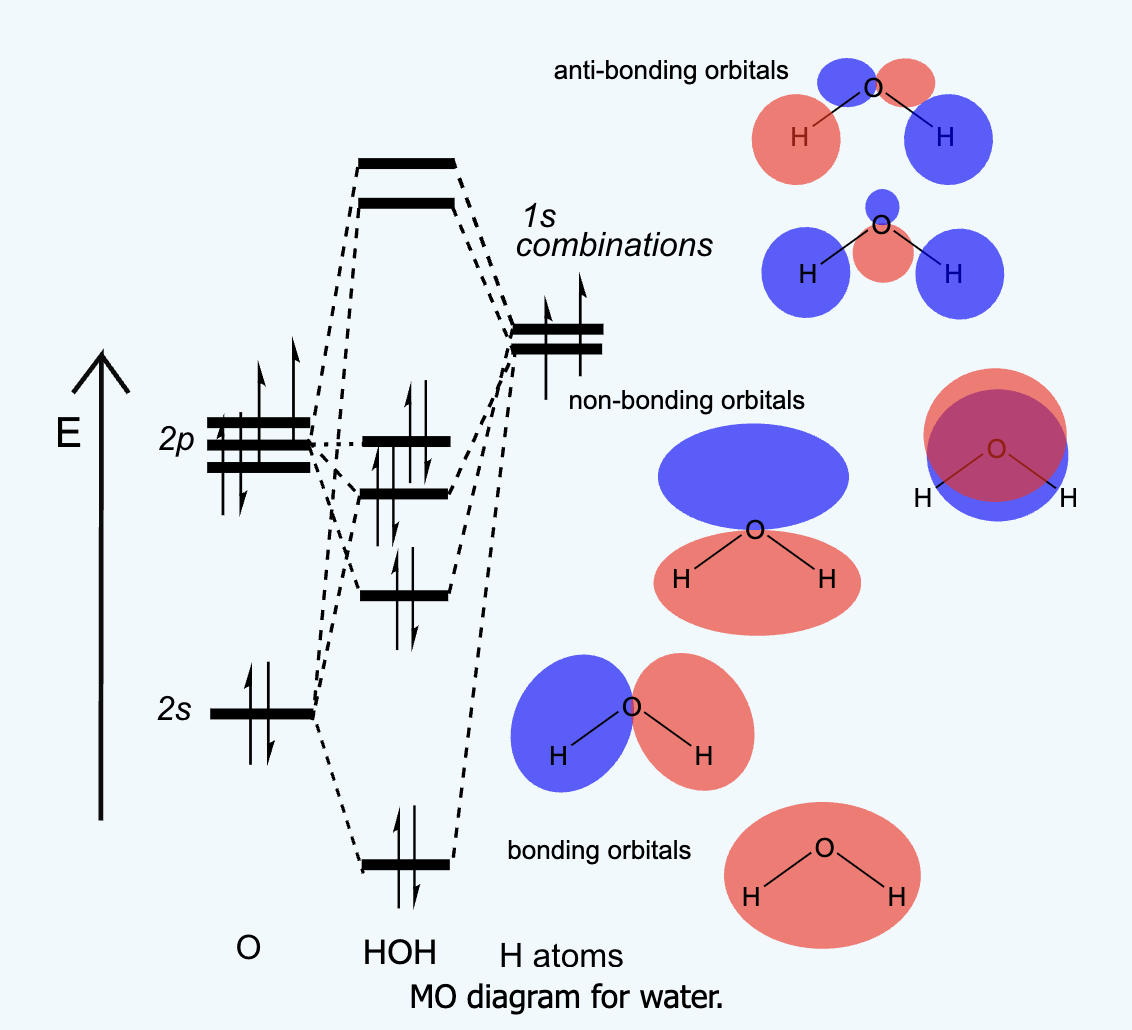 anti-bonding orbitals
O
H H
1s
combinations
O
H H
E
2p
non-bonding orbitals
O
H H
O
H H
2s
O
H H
bonding orbitals
O
H H
O
HOH
H atoms
MO diagram for water.